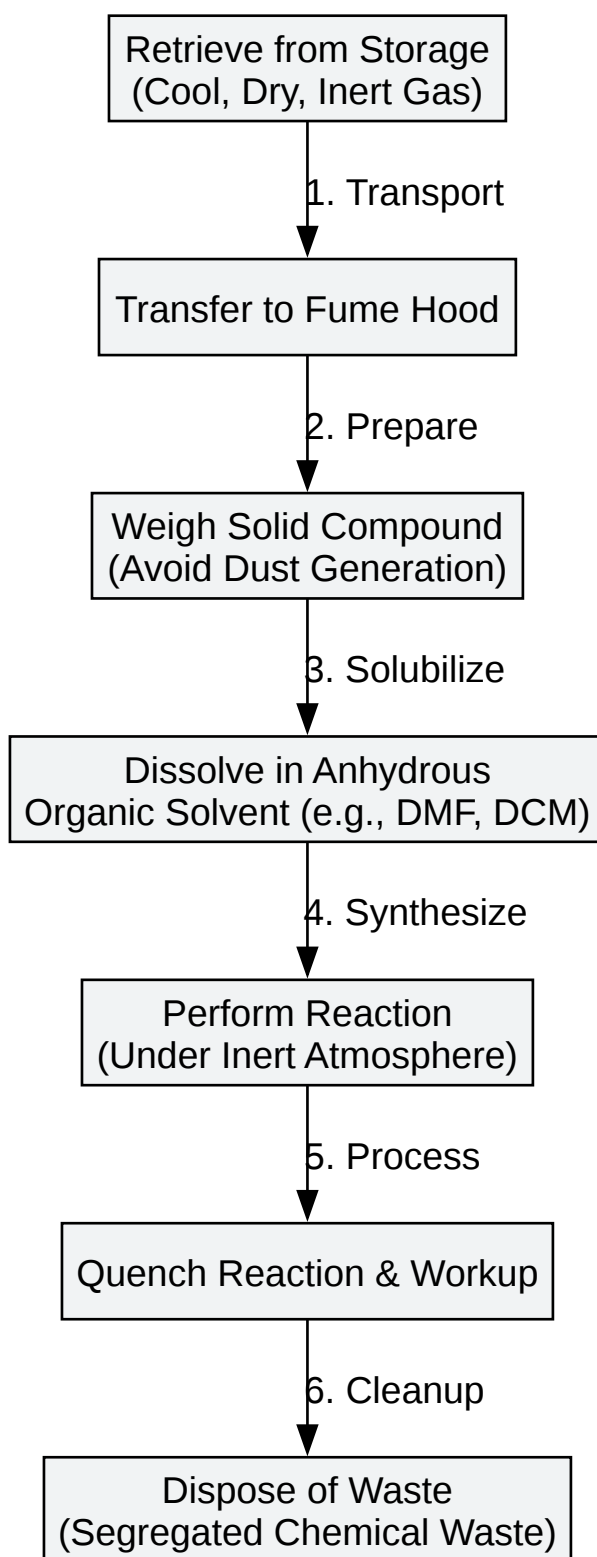 Retrieve from Storage
(Cool, Dry, Inert Gas)
1. Transport
Transfer to Fume Hood
2. Prepare
Weigh Solid Compound
(Avoid Dust Generation)
3. Solubilize
Dissolve in Anhydrous
Organic Solvent (e.g., DMF, DCM)
4. Synthesize
Perform Reaction
(Under Inert Atmosphere)
5. Process
Quench Reaction & Workup
6. Cleanup
Dispose of Waste
(Segregated Chemical Waste)